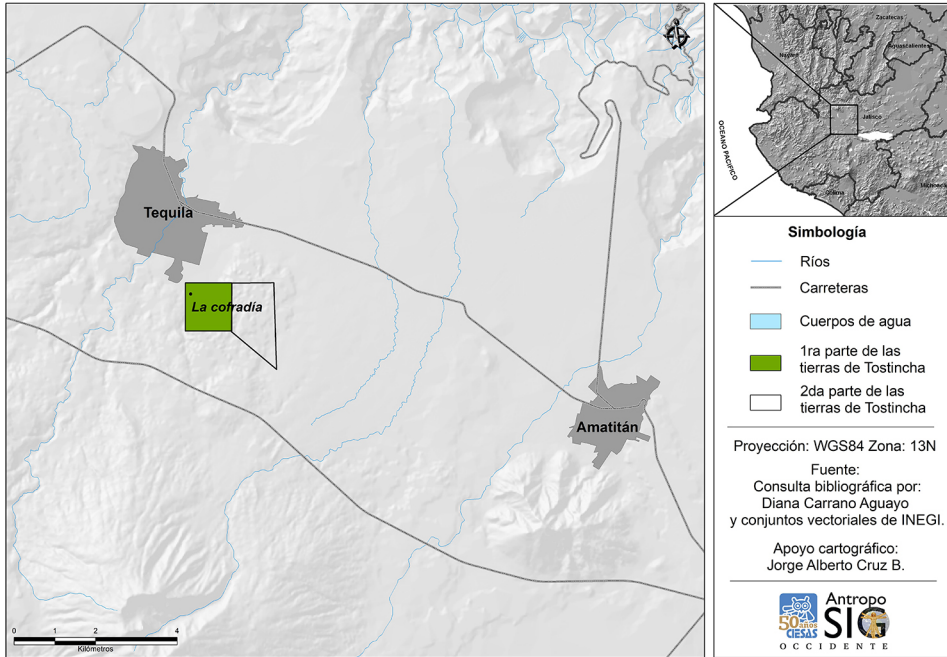 Tequila
La cofradía
Amatitán
0 1 2 4
Kilómetros
Zacatecas
Aguascalientes
Nayarit
Jalisco
OCEANO PACIFICO
Colima
Simbología
Ríos
Carreteras
Cuerpos de agua
1ra parte de las
tierras de Tostincha
2da parte de las
tierras de Tostincha
Proyección: WGS84 Zona: 13N
Fuente:
Consulta bibliográfica por:
Diana Carrano Aguayo
y conjuntos vectoriales de INEGI.
Apoyo cartográfico:
Jorge Alberto Cruz B.
50 años
CIESAS
Antropo
SIG
OCCIDENTE